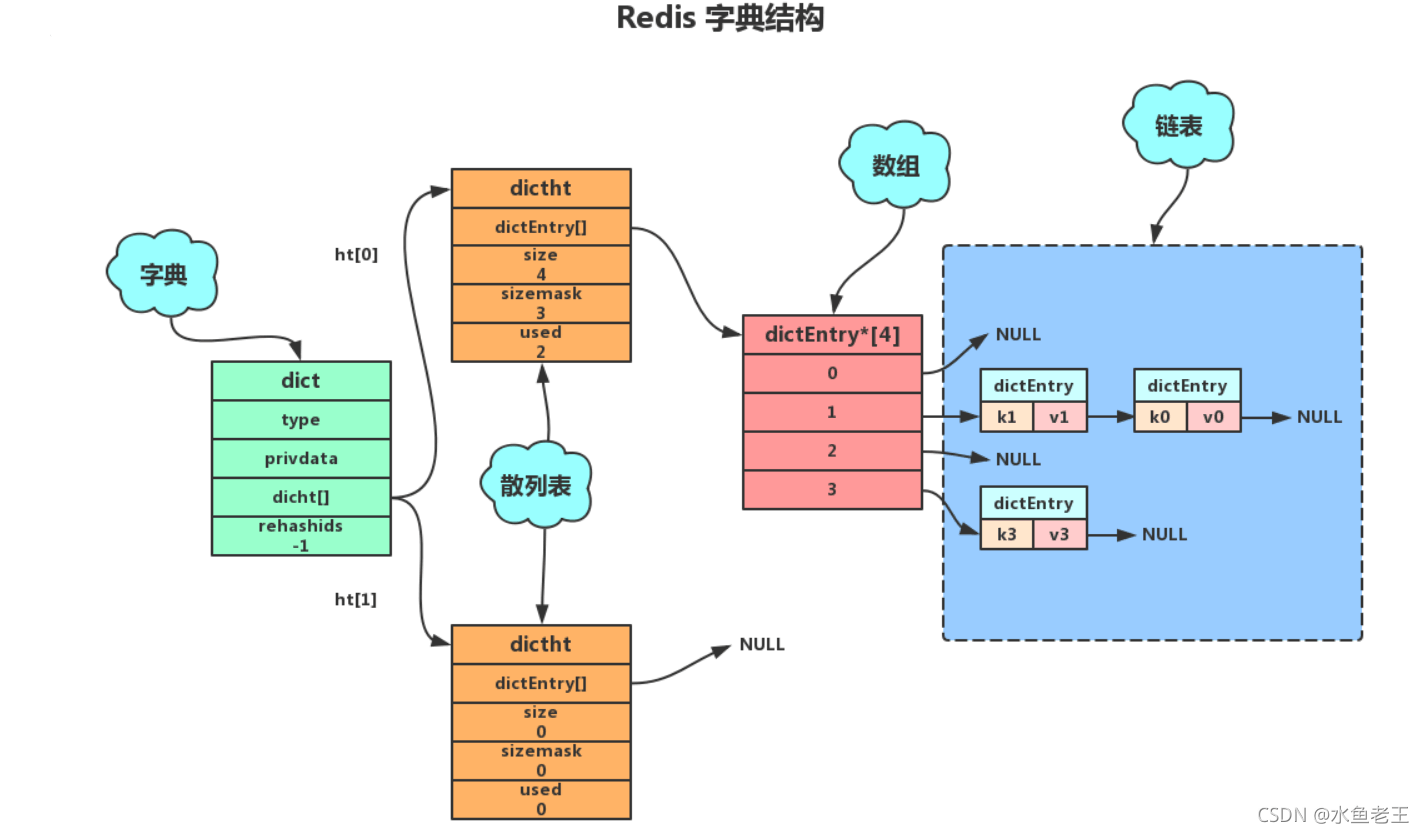 Redis 字典结构
链表
数组
字典
散列表
ht[0]
ht[1]
dict
type
privdata
dicht[]
rehashids
-1
dictht
dictEntry[]
size
4
sizemask
3
used
2
dictht
dictEntry[]
size
0
sizemask
0
used
0
NULL
dictEntry*[4]
0
1
2
3
NULL
dictEntry
k1 v1
dictEntry
k0 v0
NULL
NULL
dictEntry
k3 v3
NULL
CSDN @水鱼老王